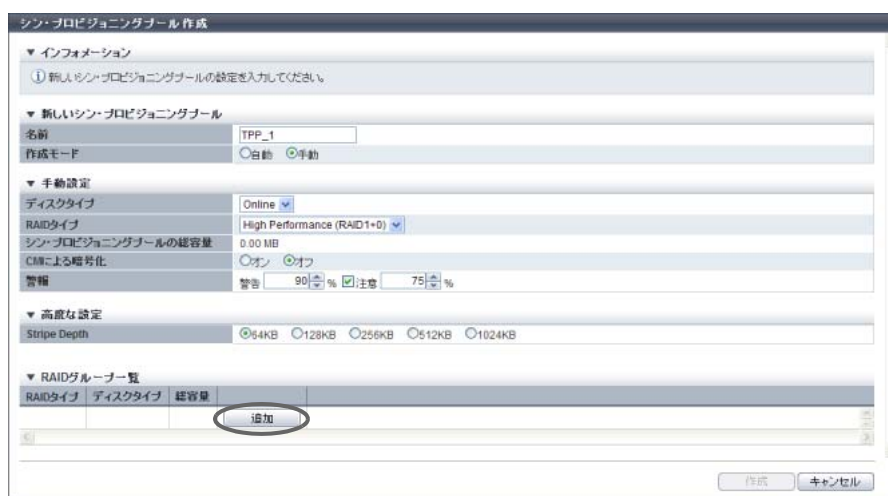 シン・プロビジョニングプール作成
▼ インフォメーション
新しいシン・プロビジョニングプールの設定を入力してください。
▼ 新しいシン・プロビジョニングプール
名前 TPP_1
作成モード 自動 手動
▼ 手動設定
ディスクタイプ Online
RAIDタイプ High Performance (RAID1+0)
シン・プロビジョニングプールの総容量 0.00 MB
CMによる暗号化 オン オフ
警報 警告 90 % 注意 75 %
▼ 高度な設定
Stripe Depth 64KB 128KB 256KB 512KB 1024KB
▼ RAIDグループ一覧
RAIDタイプ ディスクタイプ 総容量
追加
作成 キャンセル